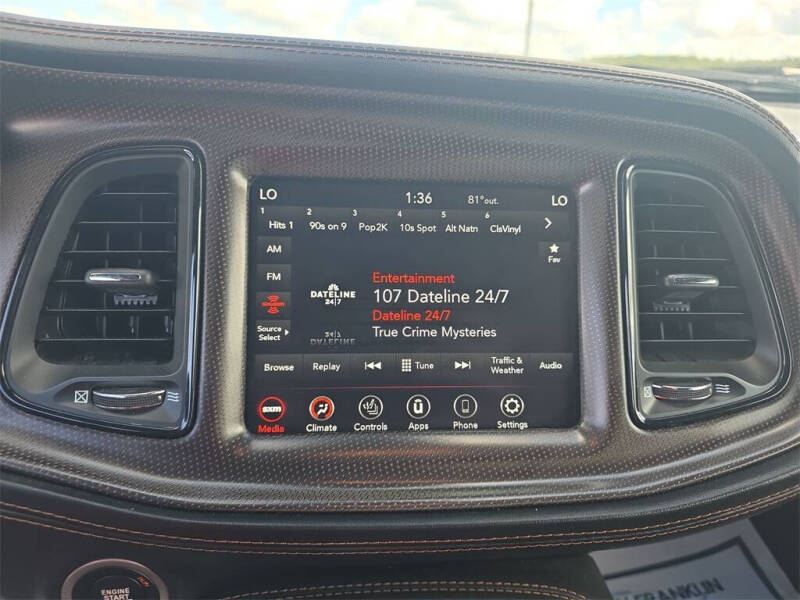 LO 1:36 81°out. LO
1 2 3 4 5 6
Hits 1 90s on 9 Pop2K 10s Spot Alt Natn ClsVinyl
AM
Fav
FM
Entertainment
DATELINE
24/7
107 Dateline 24/7
Dateline 24/7
Source
Select
True Crime Mysteries
Browse Replay Tune Traffic & Weather Audio
sxm
Media Climate Controls Apps Phone Settings
ENGINE
START
FRANKLIN